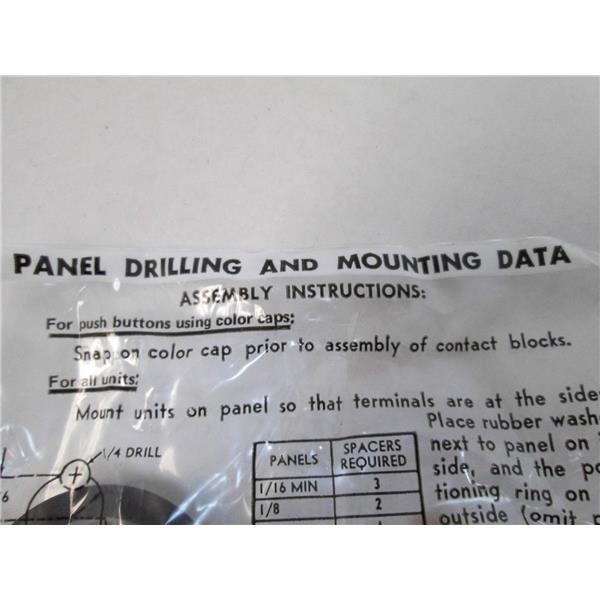 PANEL DRILLING AND MOUNTING DATA
ASSEMBLY INSTRUCTIONS:
For push buttons using color caps:
Snap on color cap prior to assembly of contact blocks.
For all units:
Mount units on panel so that terminals are at the side
Place rubber wash
next to panel on
side, and the po
tioning ring on
outside (omit p
1/4 DRILL
6
PANELS SPACERS REQUIRED
1/16 MIN 3
1/8 2